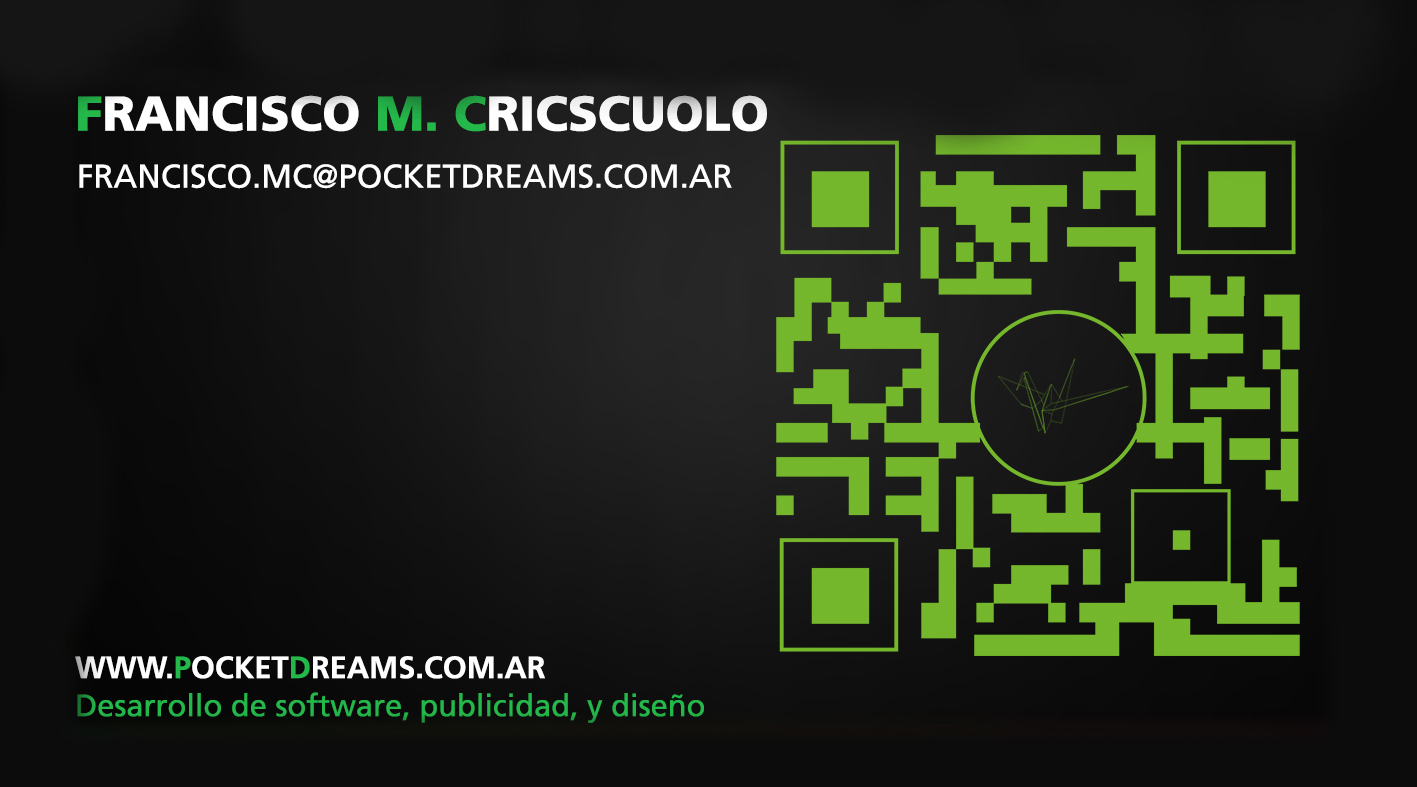 FRANCISCO M. CRICSCUOLO
FRANCISCO.MC@POCKETDREAMS.COM.AR
WWW.POCKETDREAMS.COM.AR
Desarrollo de software, publicidad, y diseño